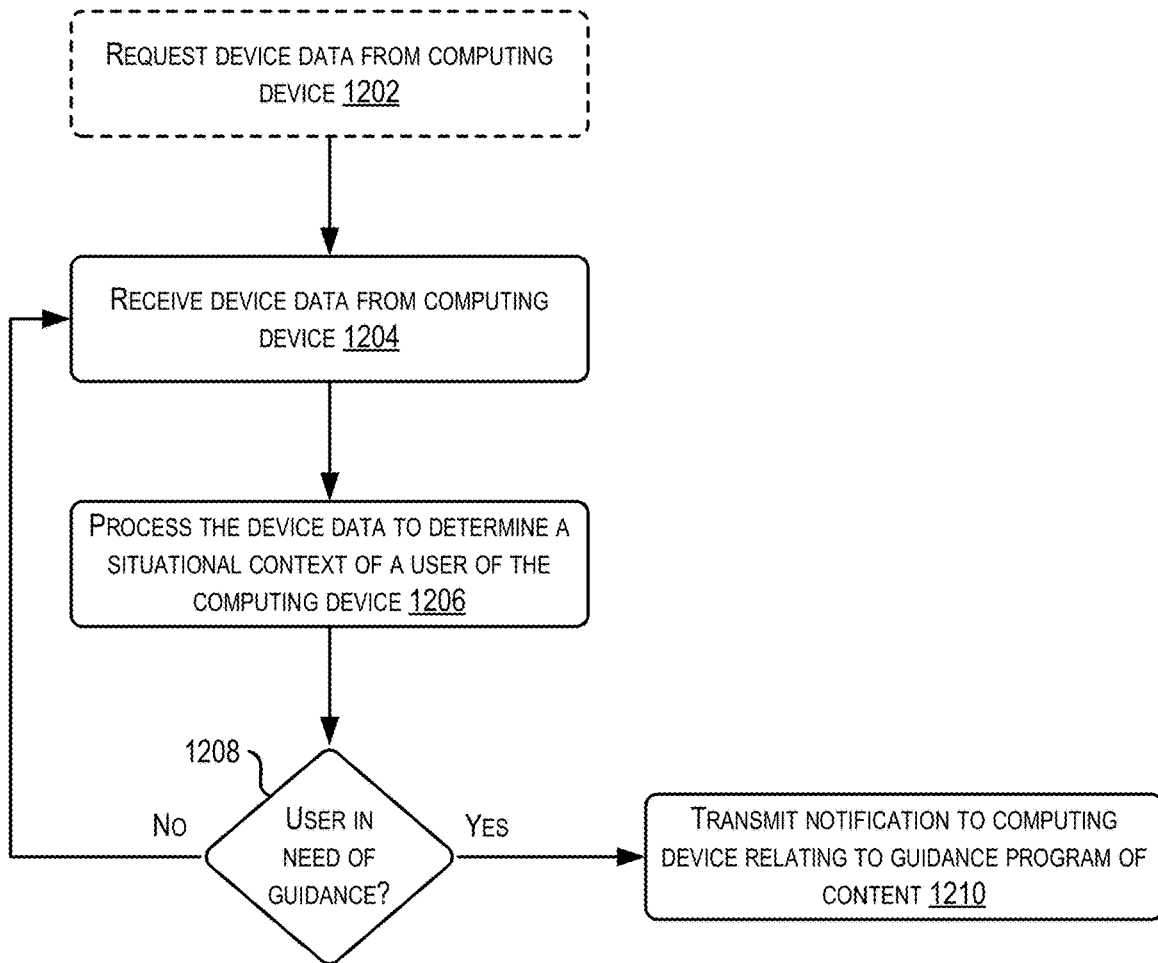 REQUEST DEVICE DATA FROM COMPUTING
DEVICE 1202
RECEIVE DEVICE DATA FROM COMPUTING
DEVICE 1204
PROCESS THE DEVICE DATA TO DETERMINE A
SITUATIONAL CONTEXT OF A USER OF THE
COMPUTING DEVICE 1206
1208
NO
USER IN
NEED OF
GUIDANCE?
YES
TRANSMIT NOTIFICATION TO COMPUTING
DEVICE RELATING TO GUIDANCE PROGRAM OF
CONTENT 1210